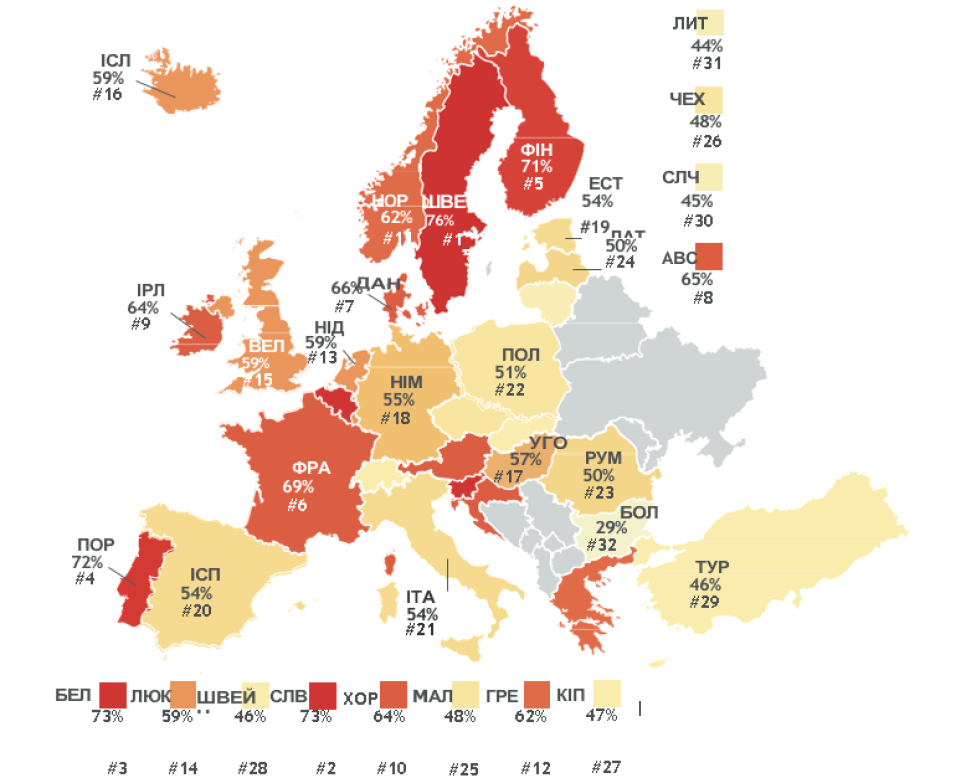 ЛИТ
44%
#31
ІСЛ
59%
#16
ЧЕХ
48%
#26
ФІН
71%
#5
СЛЧ
45%
#30
ЕСТ
54%
#19
НОР
62%
#11
ШВЕ
76%
#1
ЛАТ
50%
#24
АВС
65%
#8
ДАН
66%
#7
ІРЛ
64%
#9
НІД
59%
#13
ВЕЛ
59%
#15
ПОЛ
51%
#22
НІМ
55%
#18
УГО
57%
#17
РУМ
50%
#23
ФРА
69%
#6
БОЛ
29%
#32
ПОР
72%
#4
ІСП
54%
#20
ІТА
54%
#21
ТУР
46%
#29
БЕЛ ЛЮК ШВЕЙ СЛВ ХОР МАЛ ГРЕ КІП
73% 59% 46% 73% 64% 48% 62% 47%
#3 #14 #28 #2 #10 #25 #12 #27